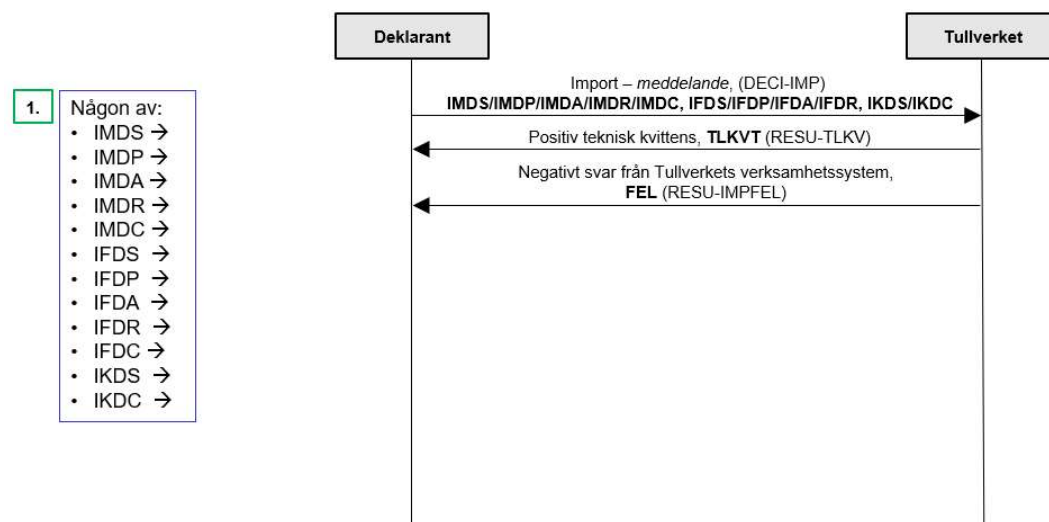 Deklarant
Tullverket
Import – meddelande, (DECI-IMP)
IMDS/IMDP/IMDA/IMDR/IMDC, IFDS/IFDP/IFDA/IFDR, IKDS/IKDC
Positiv teknisk kvittens, TLKVT (RESU-TLKV)
Negativt svar från Tullverkets verksamhetssystem,
FEL (RESU-IMPFEL)
1.
Någon av:
• IMDS →
• IMDP →
• IMDA →
• IMDR →
• IMDC →
• IFDS →
• IFDP →
• IFDA →
• IFDR →
• IFDC →
• IKDS →
• IKDC →